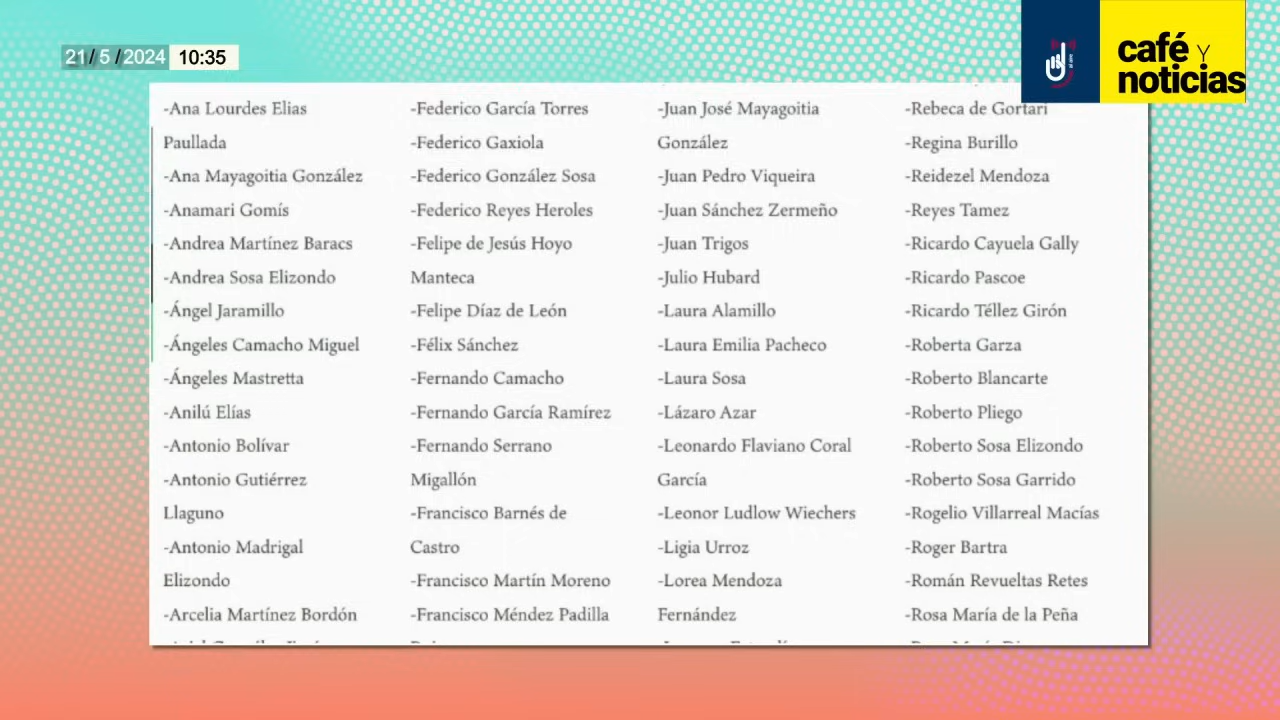 21/ 5 /2024 10:35
café Y
noticias
-Ana Lourdes Elias
Paullada
-Ana Mayagoitia González
-Anamari Gomís
-Andrea Martínez Baracs
-Andrea Sosa Elizondo
-Ángel Jaramillo
-Ángeles Camacho Miguel
-Ángeles Mastretta
-Anilú Elías
-Antonio Bolívar
-Antonio Gutiérrez
Llaguno
-Antonio Madrigal
Elizondo
-Arcelia Martínez Bordón
-Federico García Torres
-Federico Gaxiola
-Federico González Sosa
-Federico Reyes Heroles
-Felipe de Jesús Hoyo
Manteca
-Felipe Díaz de León
-Félix Sánchez
-Fernando Camacho
-Fernando García Ramírez
-Fernando Serrano
Migallón
-Francisco Barnés de
Castro
-Francisco Martín Moreno
-Francisco Méndez Padilla
-Juan José Mayagoitia
González
-Juan Pedro Viqueira
-Juan Sánchez Zermeño
-Juan Trigos
-Julio Hubard
-Laura Alamillo
-Laura Emilia Pacheco
-Laura Sosa
-Lázaro Azar
-Leonardo Flaviano Coral
García
-Leonor Ludlow Wiechers
-Ligia Urroz
-Lorea Mendoza
Fernández
-Rebeca de Gortari
-Regina Burillo
-Reidezel Mendoza
-Reyes Tamez
-Ricardo Cayuela Gally
-Ricardo Pascoe
-Ricardo Téllez Girón
-Roberta Garza
-Roberto Blancarte
-Roberto Pliego
-Roberto Sosa Elizondo
-Roberto Sosa Garrido
-Rogelio Villarreal Macías
-Roger Bartra
-Román Revueltas Retes
-Rosa María de la Peña